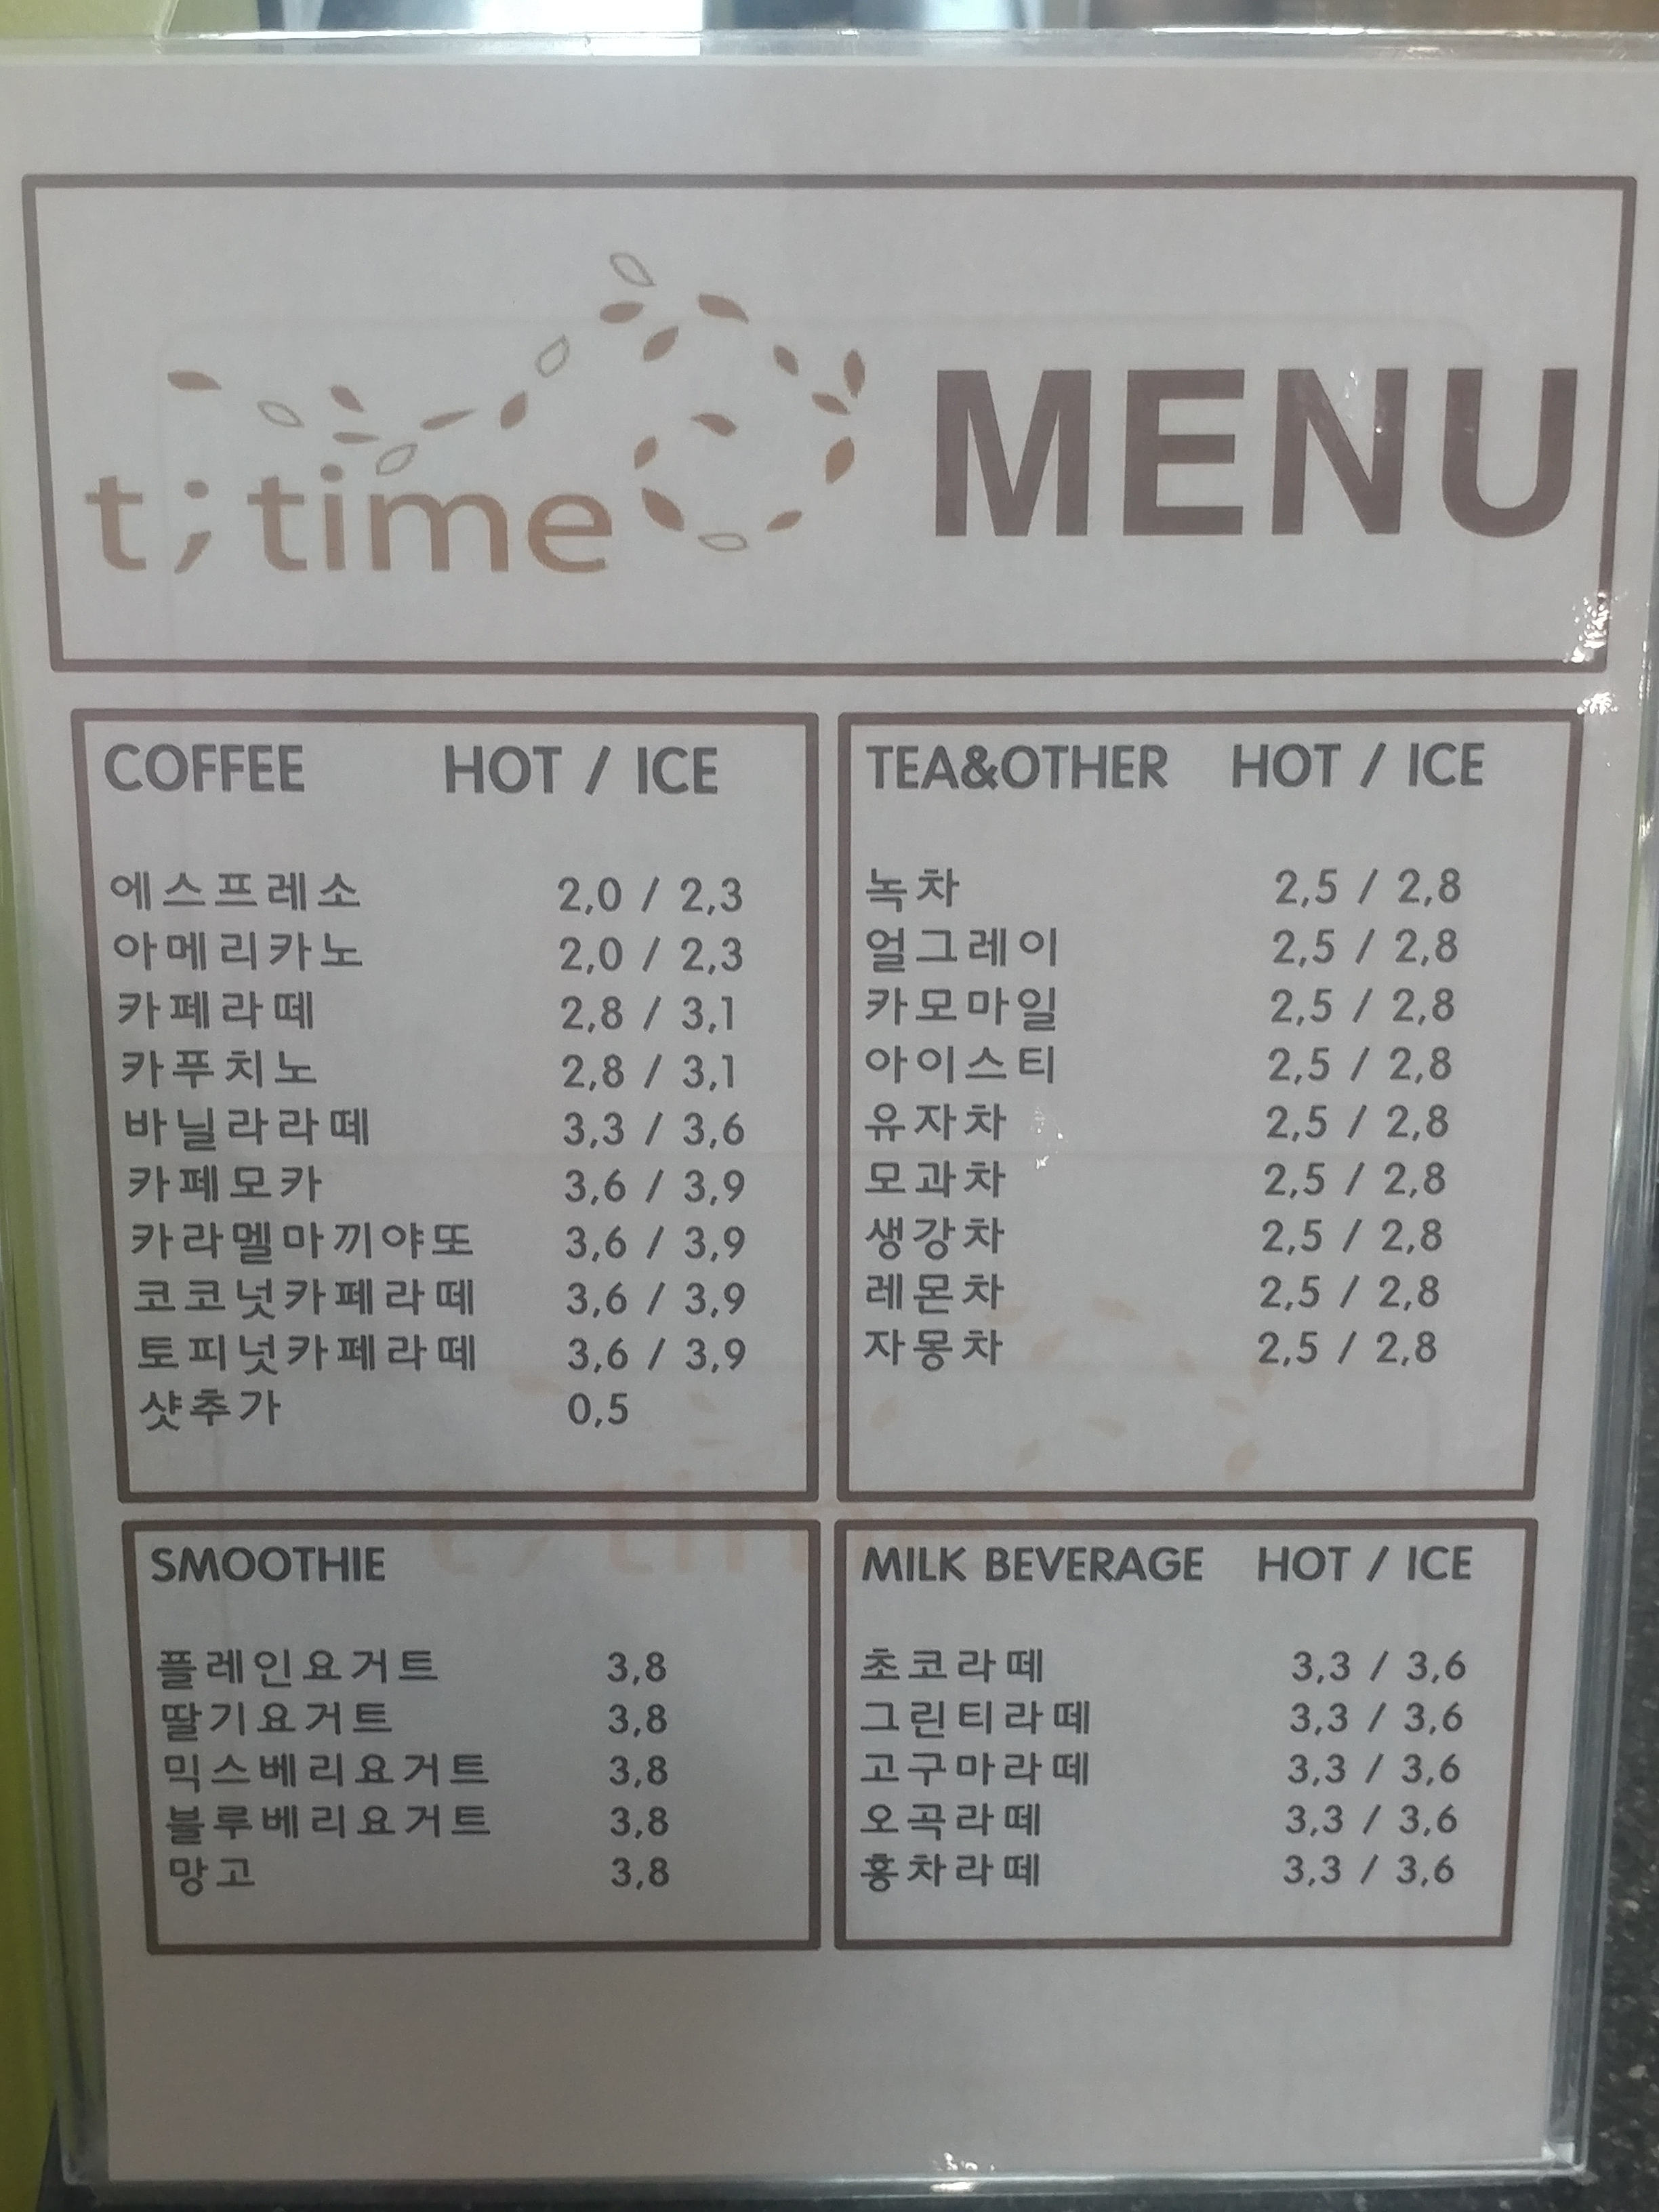 t;time MENU
COFFEE HOT / ICE
에스프레소 2,0 / 2,3
아메리카노 2,0 / 2,3
카페라떼 2,8 / 3,1
카푸치노 2,8 / 3,1
바닐라라떼 3,3 / 3,6
카페모카 3,6 / 3,9
카라멜마끼야또 3,6 / 3,9
코코넛카페라떼 3,6 / 3,9
토피넛카페라떼 3,6 / 3,9
샷추가 0,5
TEA&OTHER HOT / ICE
녹차 2,5 / 2,8
얼그레이 2,5 / 2,8
카모마일 2,5 / 2,8
아이스티 2,5 / 2,8
유자차 2,5 / 2,8
모과차 2,5 / 2,8
생강차 2,5 / 2,8
레몬차 2,5 / 2,8
자몽차 2,5 / 2,8
SMOOTHIE
플레인요거트 3,8
딸기요거트 3,8
믹스베리요거트 3,8
블루베리요거트 3,8
망고 3,8
MILK BEVERAGE HOT / ICE
초코라떼 3,3 / 3,6
그린티라떼 3,3 / 3,6
고구마라떼 3,3 / 3,6
오곡라떼 3,3 / 3,6
홍차라떼 3,3 / 3,6